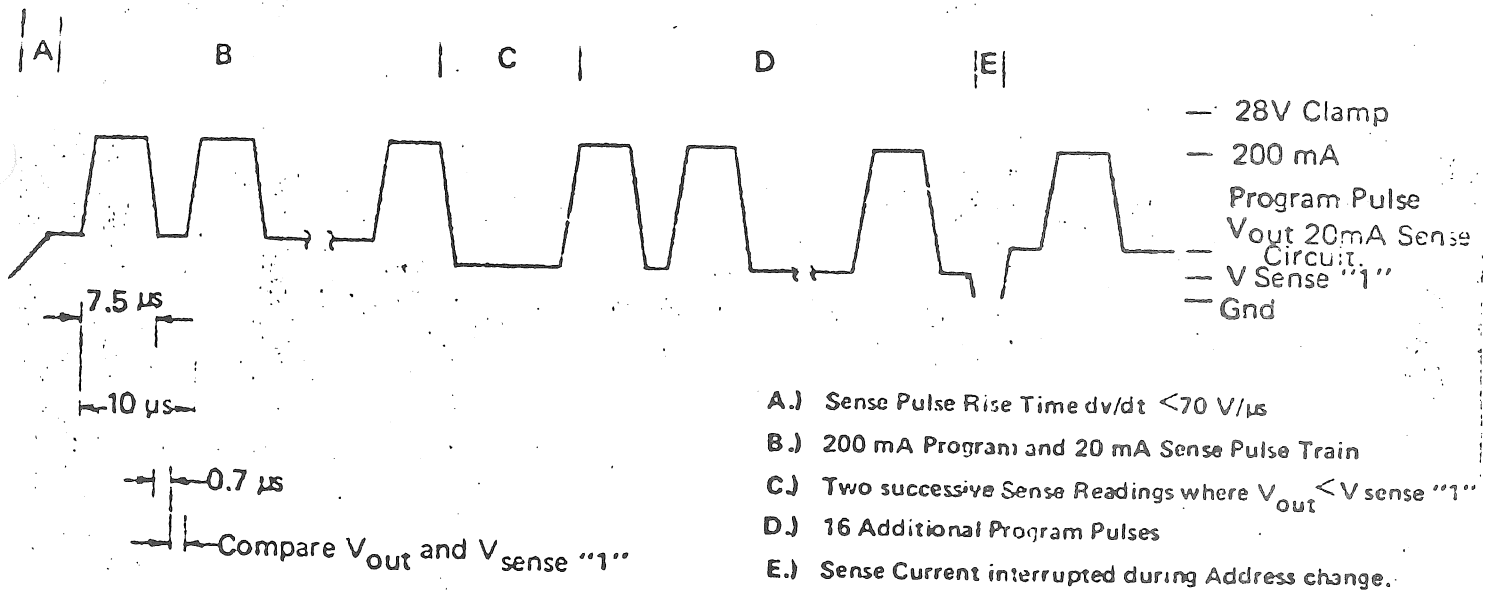 A B C D E
28V Clamp
200 mA
Program Pulse
Vout 20mA Sense
Circuit.
V Sense "1"
Gnd
7.5 µs
10 µs
0.7 µs
Compare Vout and Vsense "1"
A.) Sense Pulse Rise Time dv/dt <70 V/µs
B.) 200 mA Program and 20 mA Sense Pulse Train
C.) Two successive Sense Readings where Vout < V sense "1"
D.) 16 Additional Program Pulses
E.) Sense Current interrupted during Address change.